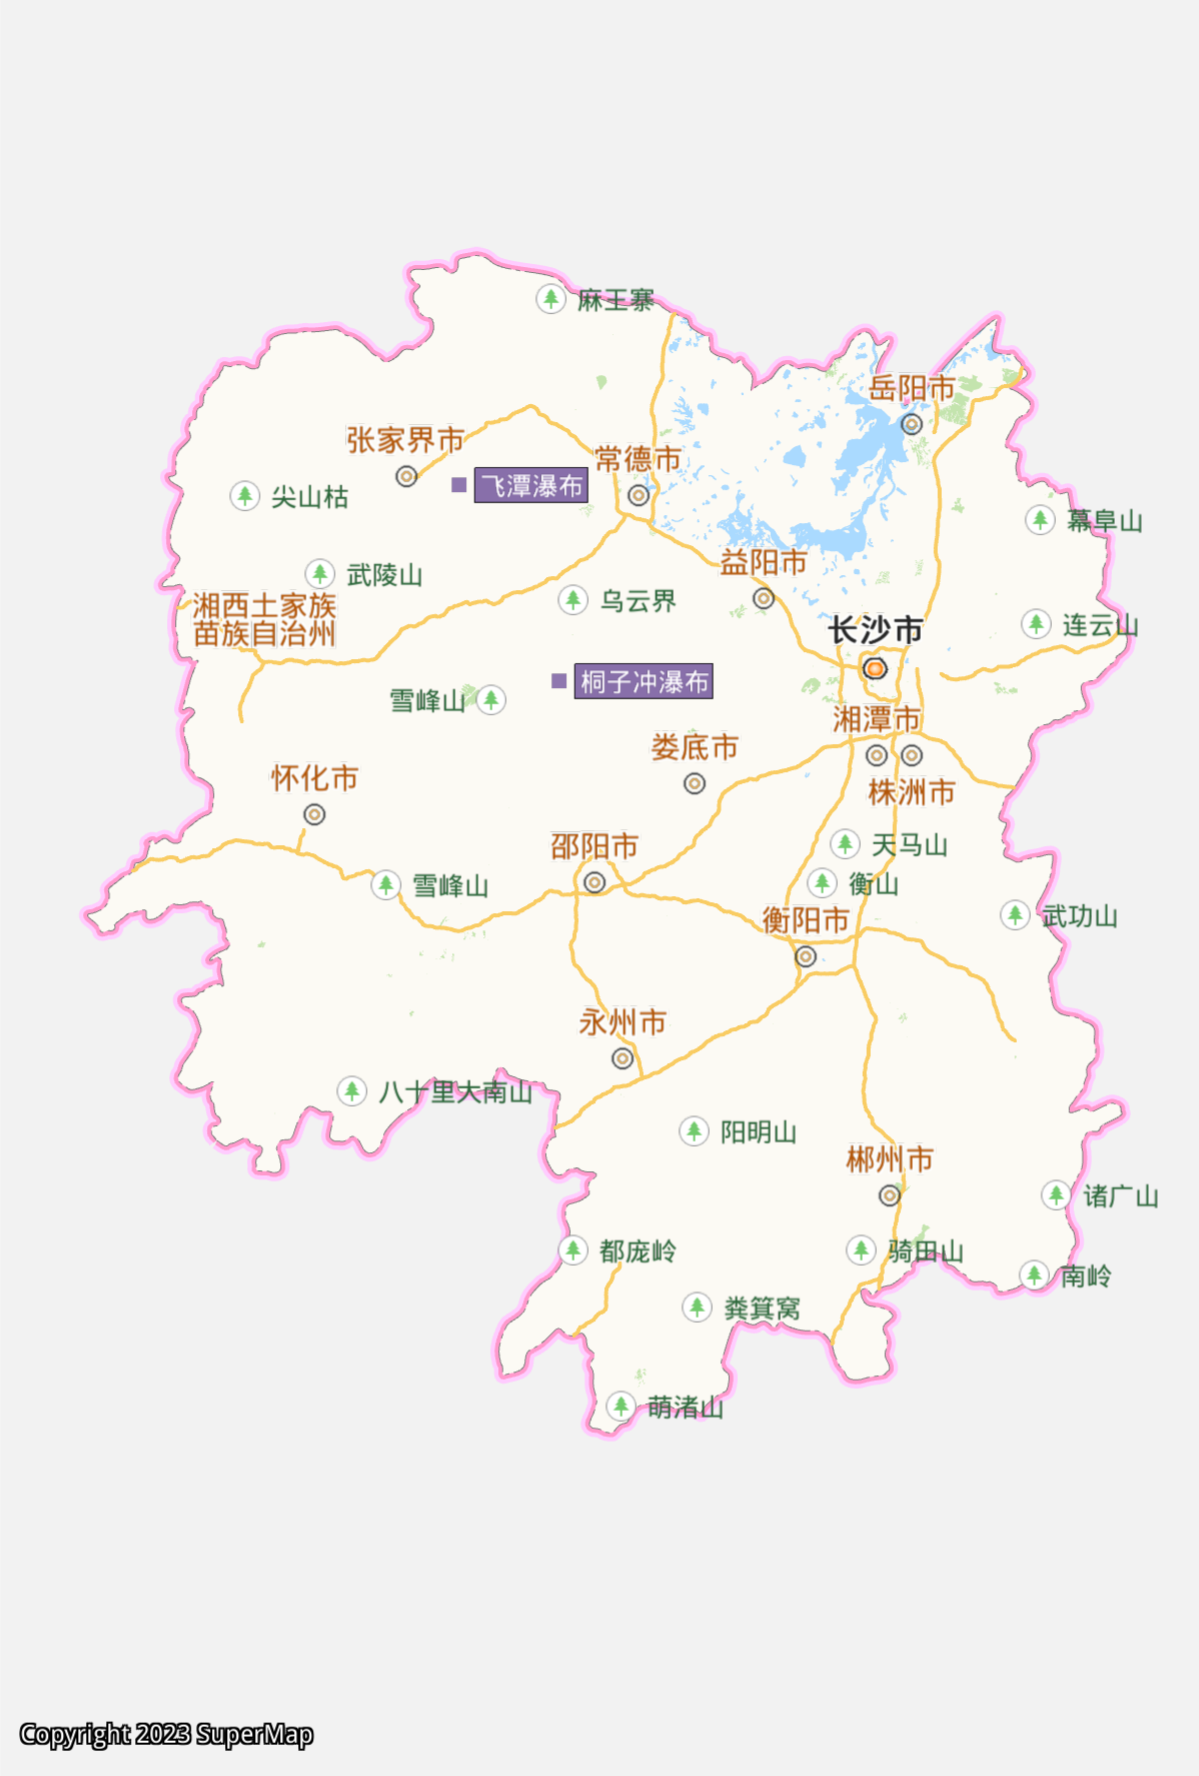 麻王寨
岳阳市
张家界市
常德市
飞潭瀑布
尖山枯
幕阜山
益阳市
武陵山
乌云界
湘西土家族
苗族自治州
连云山
长沙市
桐子冲瀑布
雪峰山
湘潭市
娄底市
怀化市
株洲市
邵阳市
天马山
雪峰山
衡山
衡阳市
武功山
永州市
八十里大南山
阳明山
郴州市
诸广山
都庞岭
骑田山
南岭
粪箕窝
萌渚山
Copyright 2023 SuperMap